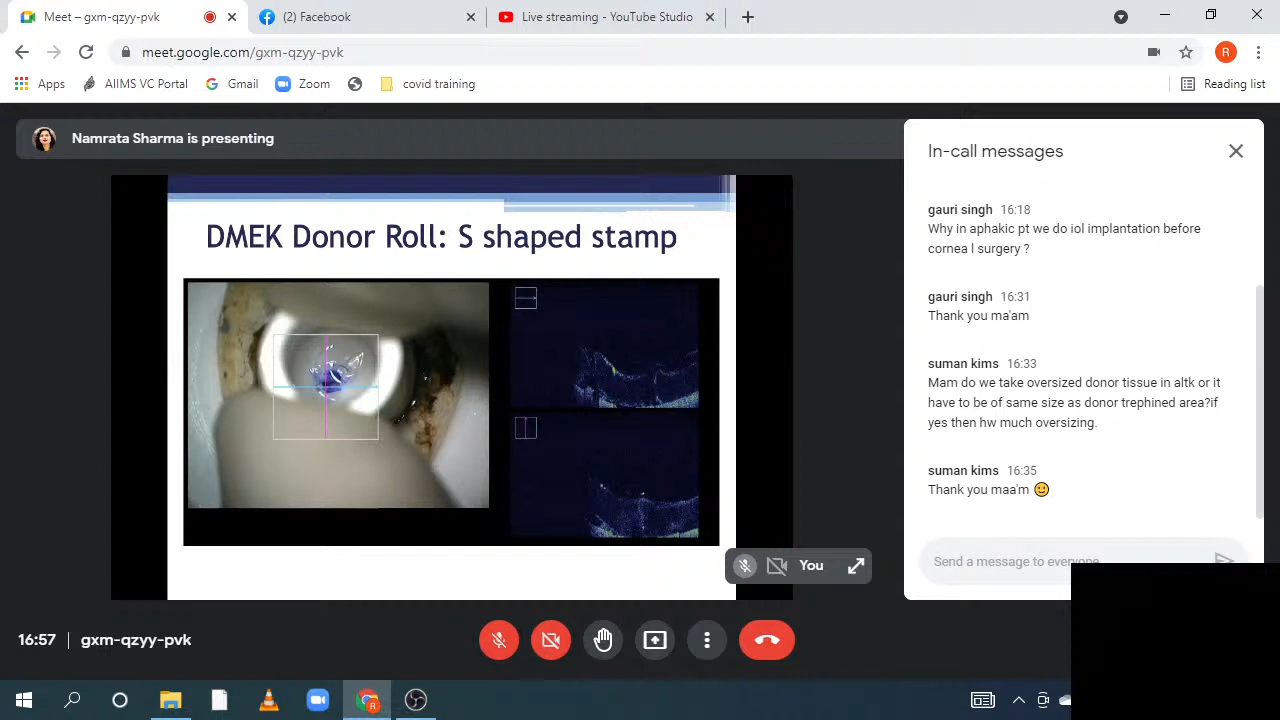 Meet – gxm-qzyy-pvk
(2) Facebook
Live streaming - YouTube Studio
meet.google.com/gxm-qzyy-pvk
R
Apps
AIIMS VC Portal
Gmail
Zoom
covid training
Reading list
Namrata Sharma is presenting
DMEK Donor Roll: S shaped stamp
You
In-call messages
gauri singh 16:18
Why in aphakic pt we do iol implantation before
cornea l surgery ?
gauri singh 16:31
Thank you ma'am
suman kims 16:33
Mam do we take oversized donor tissue in altk or it
have to be of same size as donor trephined area?if
yes then hw much oversizing.
suman kims 16:35
Thank you maa'm
Send a message to everyone
16:57 | gxm-qzyy-pvk
R